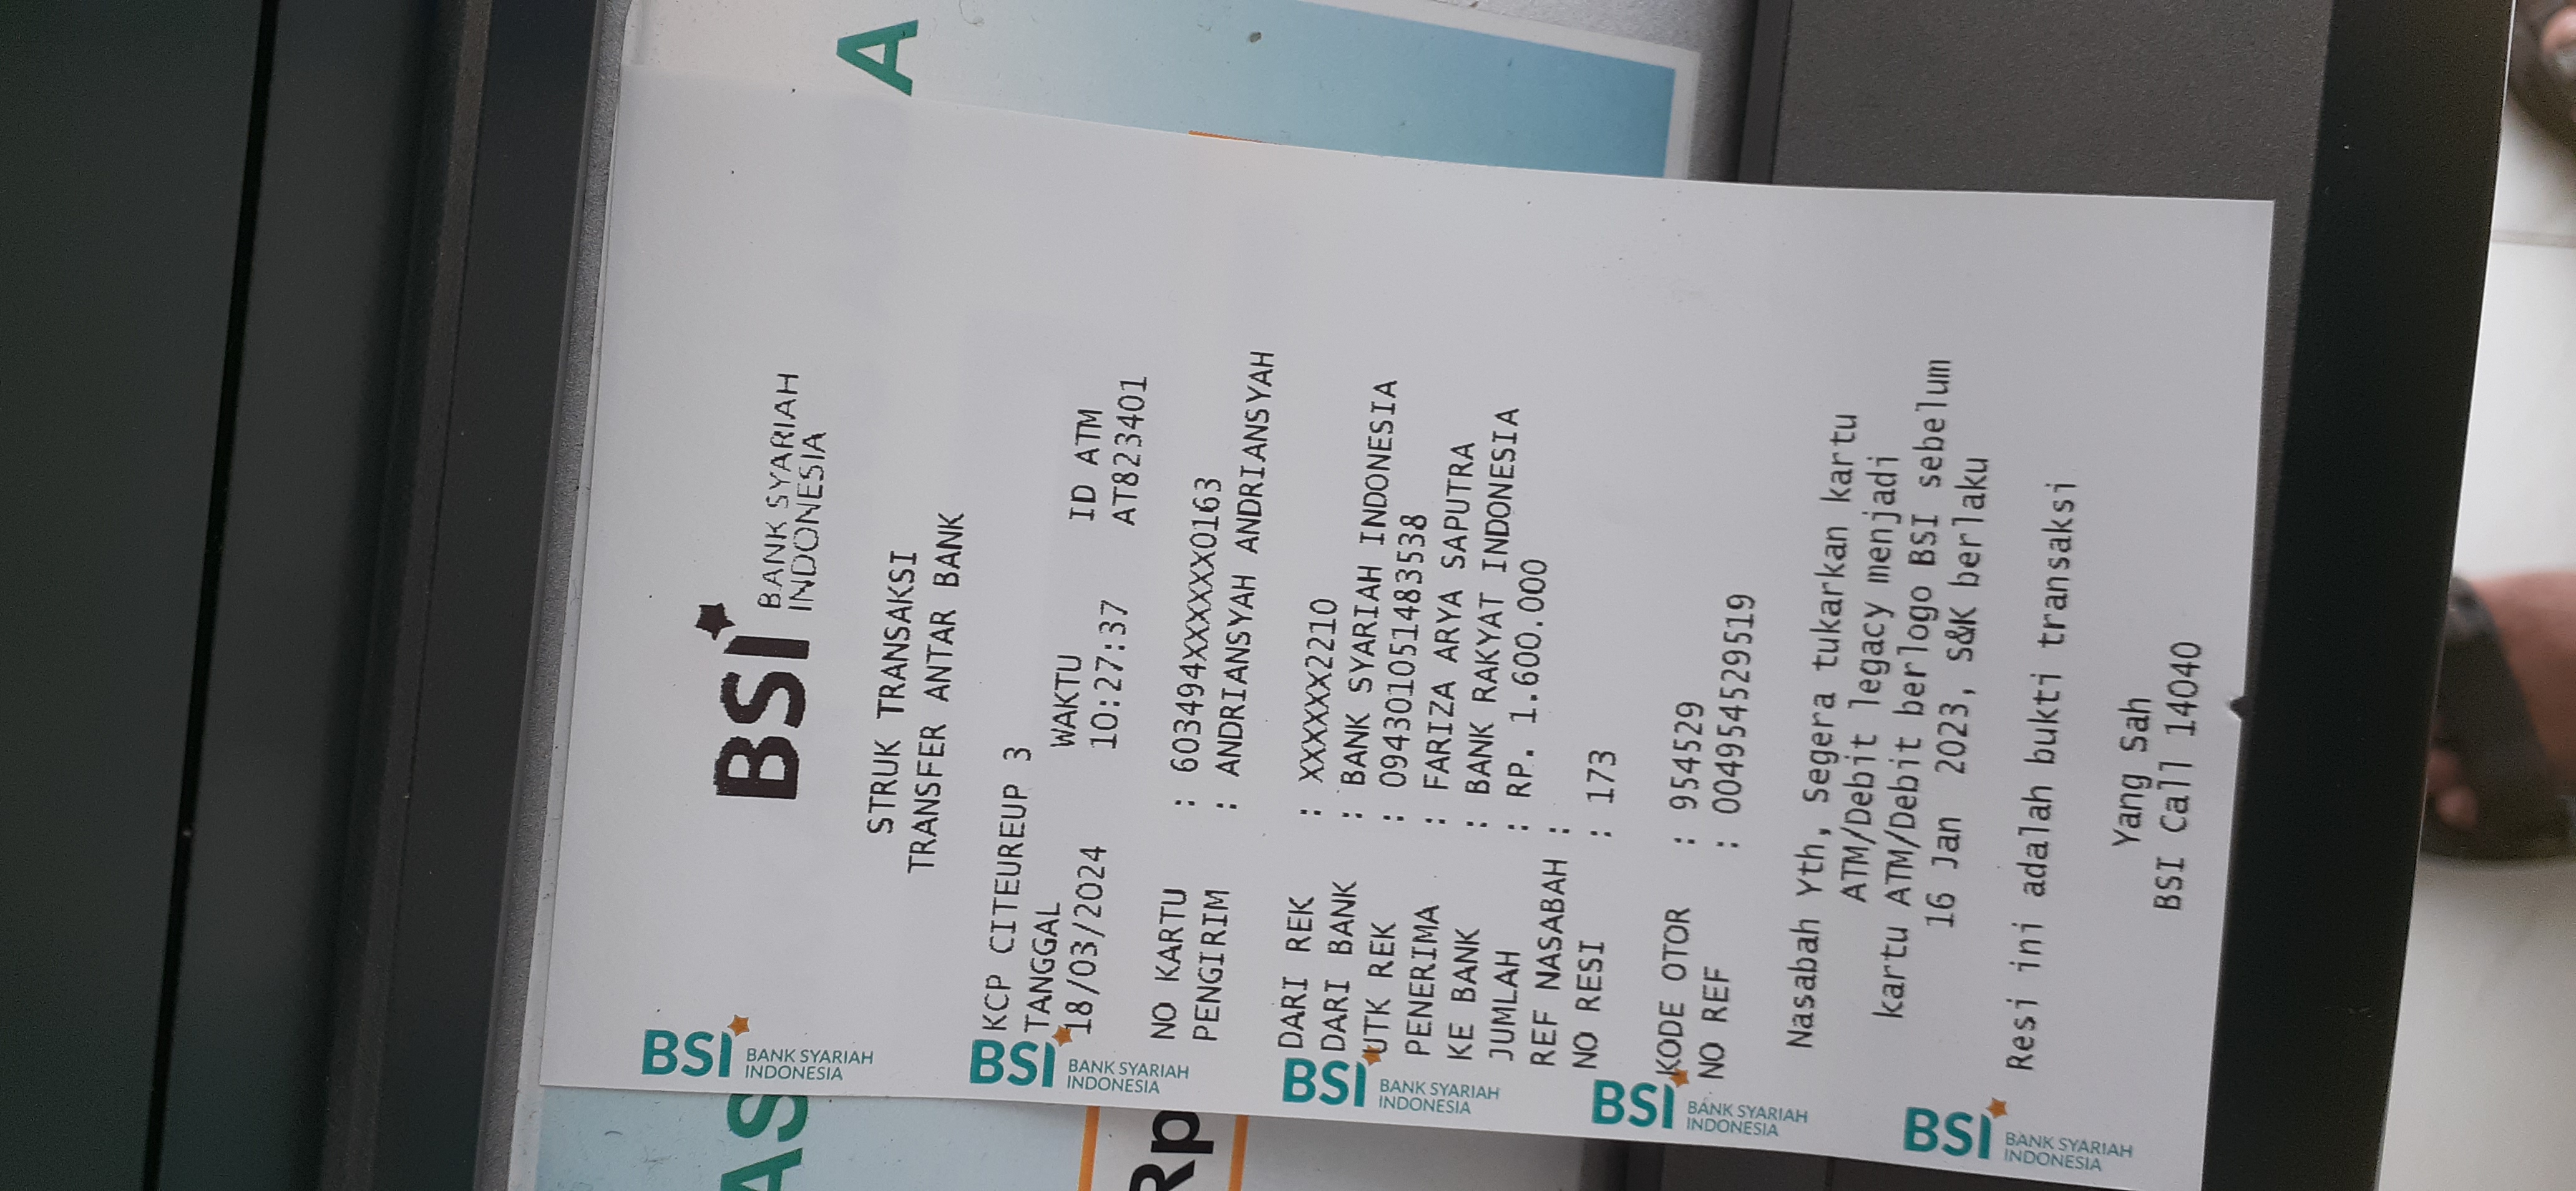 A
BSI
BANK SYARIAH
INDONESIA
STRUK TRANSAKSI
TRANSFER ANTAR BANK
KCP CITEUREUP 3
TANGGAL WAKTU ID ATM
18/03/2024 10:27:37 AT823401
NO KARTU : 603494XXXXXXXX0163
PENGIRIM : ANDRIANSYAH ANDRIANSYAH
DARI REK : XXXXXX2210
DARI BANK : BANK SYARIAH INDONESIA
UTK REK : 094301051483538
PENERIMA : FARIZA ARYA SAPUTRA
KE BANK : BANK RAKYAT INDONESIA
JUMLAH : RP. 1.600.000
REF NASABAH :
NO RESI : 173
KODE OTOR : 954529
NO REF : 004954529519
Nasabah Yth, Segera tukarkan kartu
ATM/Debit legacy menjadi
kartu ATM/Debit berlogo BSI sebelum
16 Jan 2023, S&K berlaku
Resi ini adalah bukti transaksi
Yang Sah
BSI Call 14040
BSI BANK SYARIAH
INDONESIA
BSI BANK SYARIAH
INDONESIA
BSI BANK SYARIAH
INDONESIA
BSI BANK SYARIAH
INDONESIA
BSI BANK SYARIAH
INDONESIA
AS
Rp